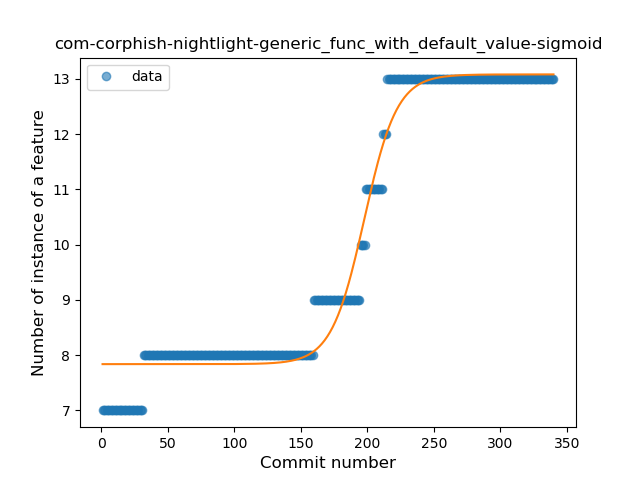 com-corphish-nightlight-generic_func_with_default_value-sigmoid
data
Number of instance of a feature
13
12
11
10
9
8
7
0 50 100 150 200 250 300 350
Commit number